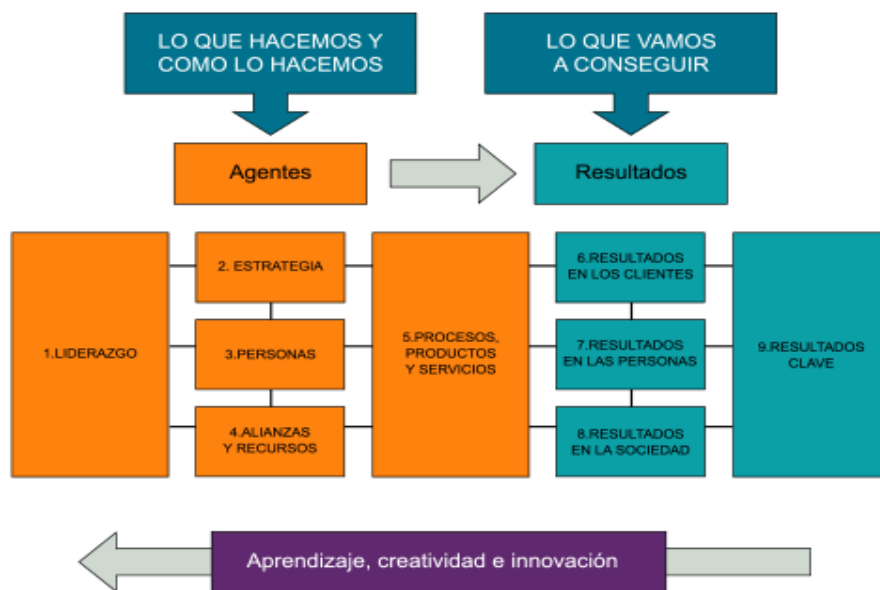 LO QUE HACEMOS Y
COMO LO HACEMOS
LO QUE VAMOS
A CONSEGUIR
Agentes
Resultados
1.LIDERAZGO
2. ESTRATEGIA
3.PERSONAS
4.ALIANZAS
Y RECURSOS
5.PROCESOS,
PRODUCTOS
Y SERVICIOS
6.RESULTADOS
EN LOS CLIENTES
7.RESULTADOS
EN LAS PERSONAS
8.RESULTADOS
EN LA SOCIEDAD
9.RESULTADOS
CLAVE
Aprendizaje, creatividad e innovación